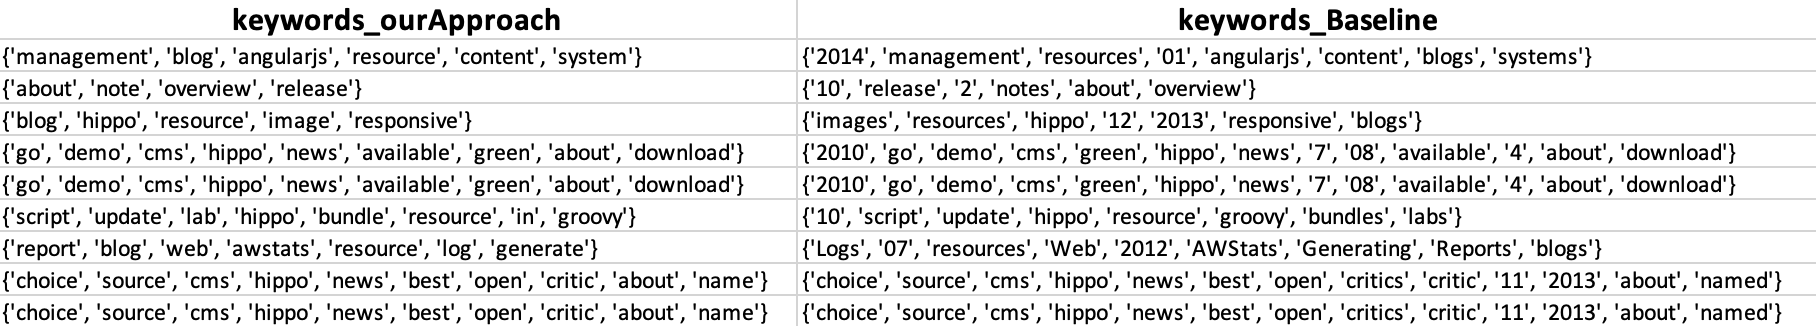 keywords_ourApproach keywords_Baseline
{'management', 'blog', 'angularjs', 'resource', 'content', 'system'} {'2014', 'management', 'resources', '01', 'angularjs', 'content', 'blogs', 'systems'}
{'about', 'note', 'overview', 'release'} {'10', 'release', '2', 'notes', 'about', 'overview'}
{'blog', 'hippo', 'resource', 'image', 'responsive'} {'images', 'resources', 'hippo', '12', '2013', 'responsive', 'blogs'}
{'go', 'demo', 'cms', 'hippo', 'news', 'available', 'green', 'about', 'download'} {'2010', 'go', 'demo', 'cms', 'green', 'hippo', 'news', '7', '08', 'available', '4', 'about', 'download'}
{'go', 'demo', 'cms', 'hippo', 'news', 'available', 'green', 'about', 'download'} {'2010', 'go', 'demo', 'cms', 'green', 'hippo', 'news', '7', '08', 'available', '4', 'about', 'download'}
{'script', 'update', 'lab', 'hippo', 'bundle', 'resource', 'in', 'groovy'} {'10', 'script', 'update', 'hippo', 'resource', 'groovy', 'bundles', 'labs'}
{'report', 'blog', 'web', 'awstats', 'resource', 'log', 'generate'} {'Logs', '07', 'resources', 'Web', '2012', 'AWStats', 'Generating', 'Reports', 'blogs'}
{'choice', 'source', 'cms', 'hippo', 'news', 'best', 'open', 'critic', 'about', 'name'} {'choice', 'source', 'cms', 'hippo', 'news', 'best', 'open', 'critics', 'critic', '11', '2013', 'about', 'named'}
{'choice', 'source', 'cms', 'hippo', 'news', 'best', 'open', 'critic', 'about', 'name'} {'choice', 'source', 'cms', 'hippo', 'news', 'best', 'open', 'critics', 'critic', '11', '2013', 'about', 'named'}